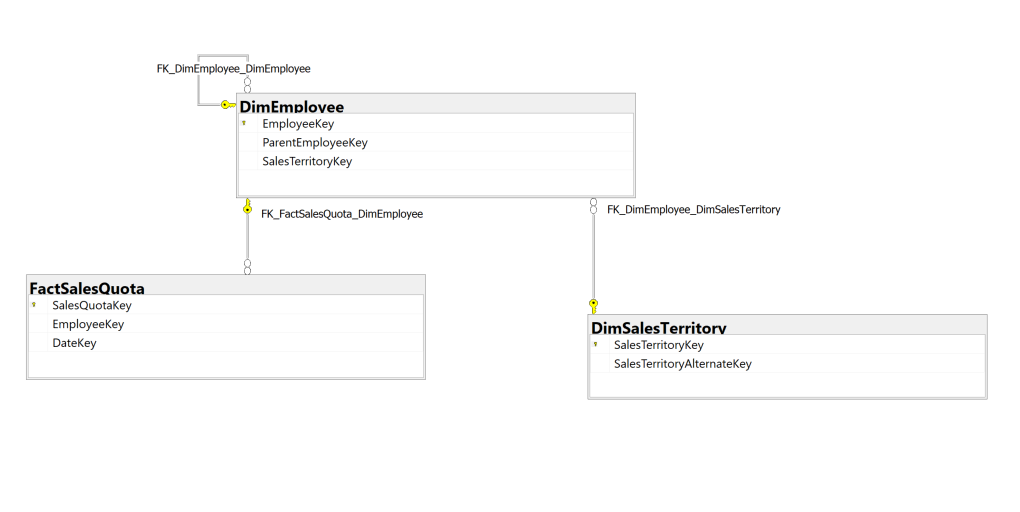 FK_DimEmployee_DimEmployee
DimEmployee
EmployeeKey
ParentEmployeeKey
SalesTerritoryKey
FK_FactSalesQuota_DimEmployee
FK_DimEmployee_DimSalesTerritory
FactSalesQuota
SalesQuotaKey
EmployeeKey
DateKey
DimSalesTerritory
SalesTerritoryKey
SalesTerritoryAlternateKey